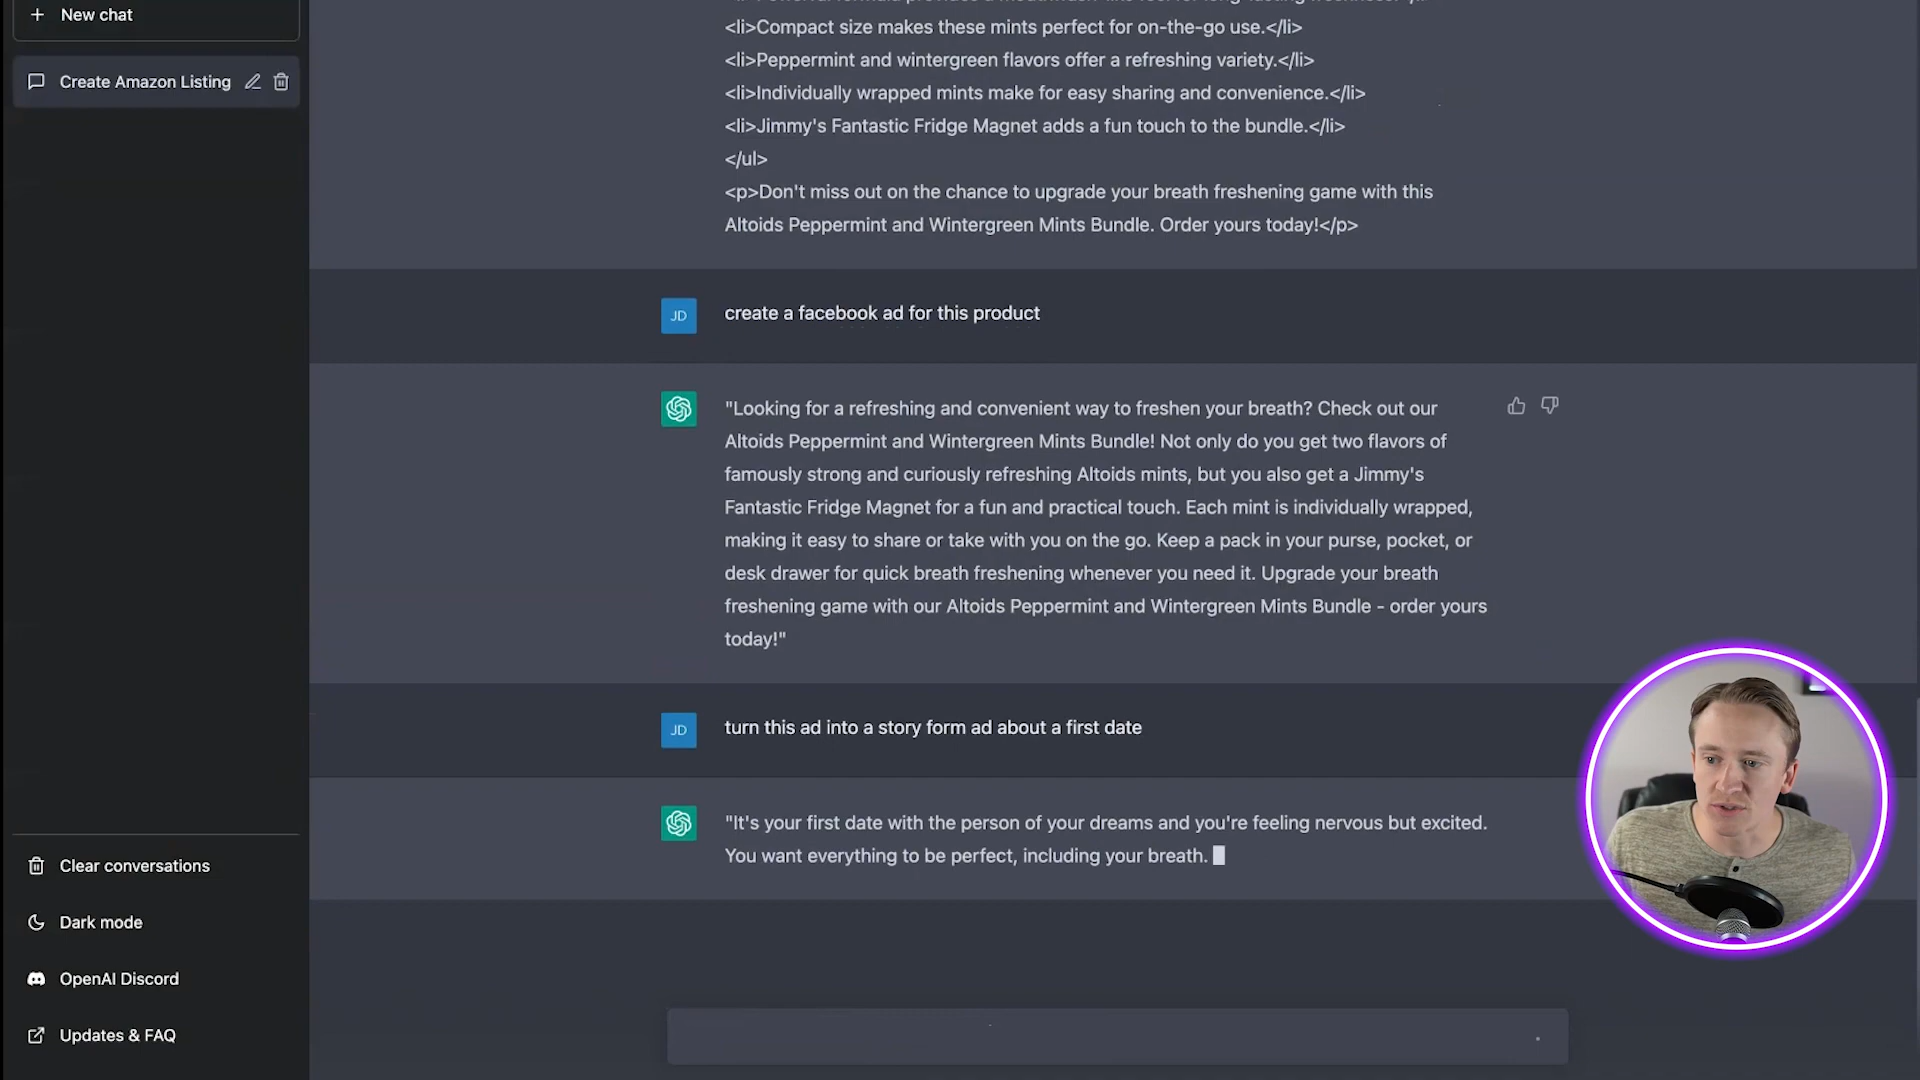 New chat
Create Amazon Listing
<li>Compact size makes these mints perfect for on-the-go use.</li>
<li>Peppermint and wintergreen flavors offer a refreshing variety.</li>
<li>Individually wrapped mints make for easy sharing and convenience.</li>
<li>Jimmy's Fantastic Fridge Magnet adds a fun touch to the bundle.</li>
</ul>
<p>Don't miss out on the chance to upgrade your breath freshening game with this
Altoids Peppermint and Wintergreen Mints Bundle. Order yours today!</p>
JD
create a facebook ad for this product
"Looking for a refreshing and convenient way to freshen your breath? Check out our
Altoids Peppermint and Wintergreen Mints Bundle! Not only do you get two flavors of
famously strong and curiously refreshing Altoids mints, but you also get a Jimmy's
Fantastic Fridge Magnet for a fun and practical touch. Each mint is individually wrapped,
making it easy to share or take with you on the go. Keep a pack in your purse, pocket, or
desk drawer for quick breath freshening whenever you need it. Upgrade your breath
freshening game with our Altoids Peppermint and Wintergreen Mints Bundle - order yours
today!"
JD
turn this ad into a story form ad about a first date
"It's your first date with the person of your dreams and you're feeling nervous but excited.
You want everything to be perfect, including your breath.
Clear conversations
Dark mode
OpenAI Discord
Updates & FAQ